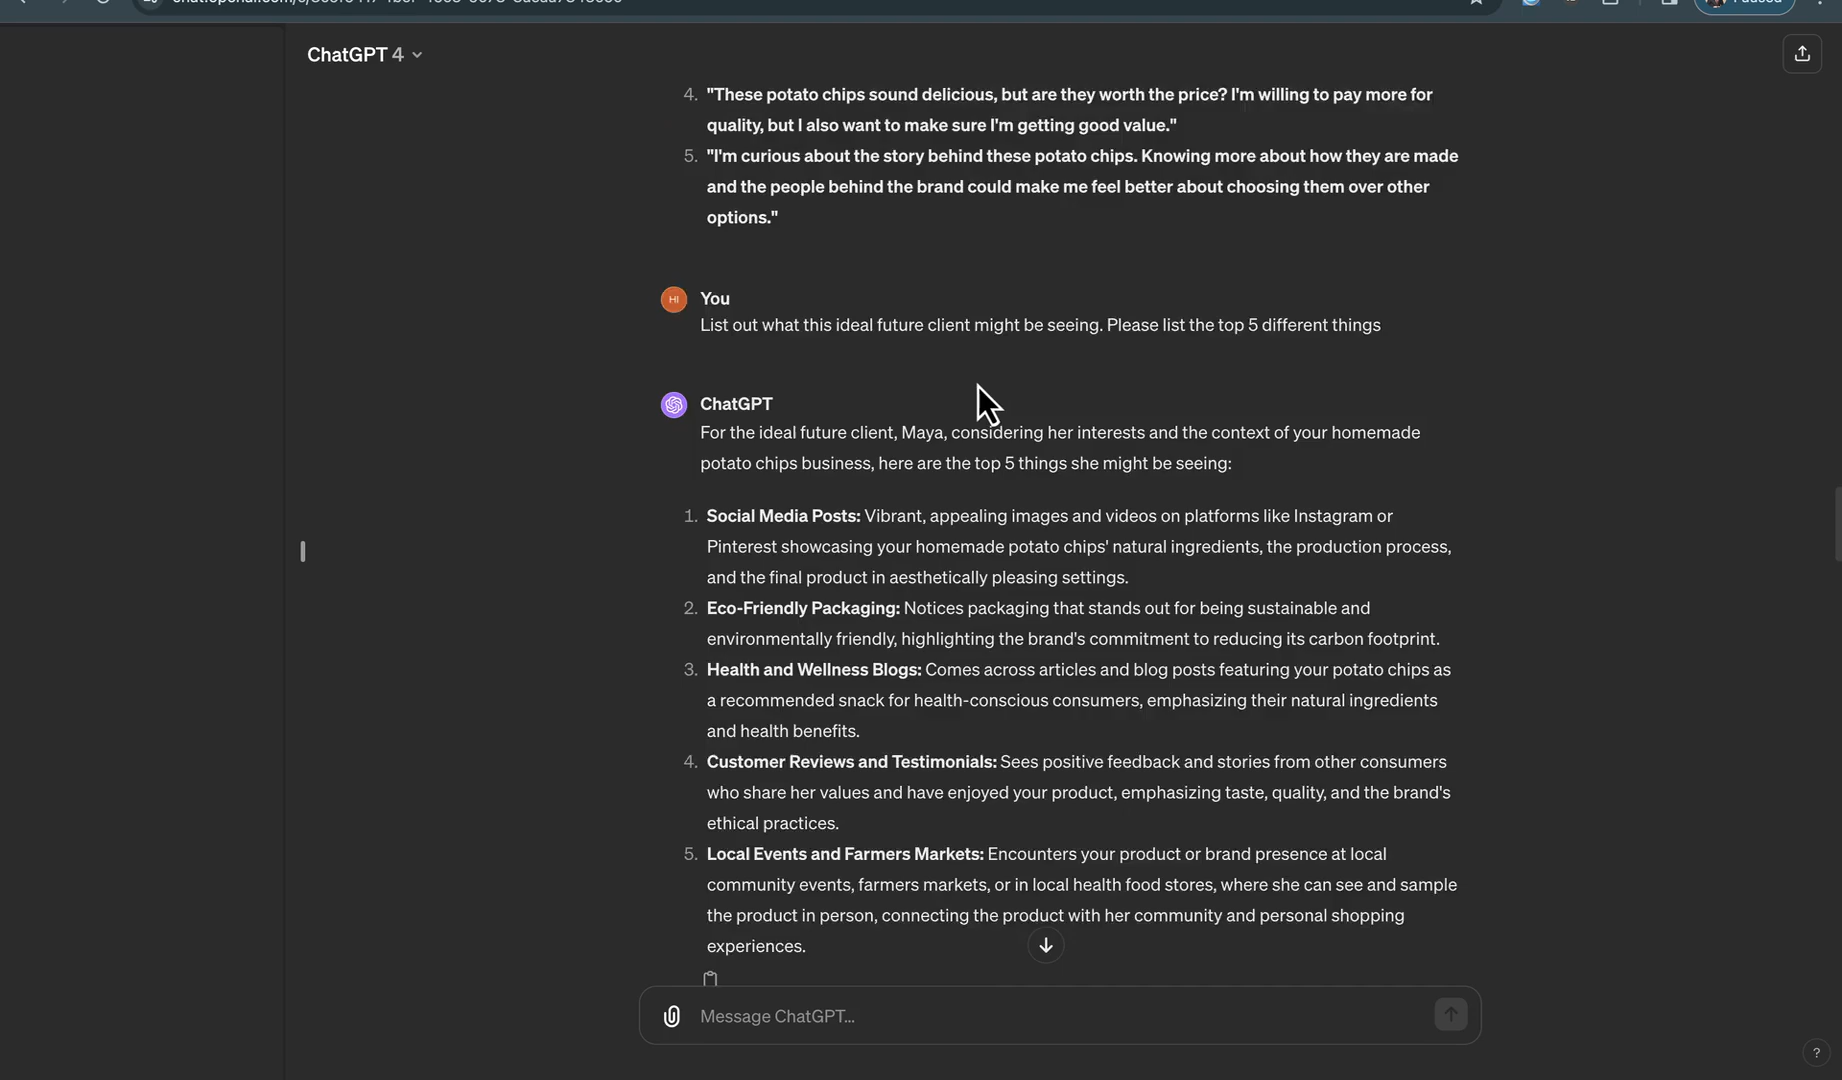 Paused
ChatGPT 4
4. "These potato chips sound delicious, but are they worth the price? I'm willing to pay more for
quality, but I also want to make sure I'm getting good value."
5. "I'm curious about the story behind these potato chips. Knowing more about how they are made
and the people behind the brand could make me feel better about choosing them over other
options."
HI
You
List out what this ideal future client might be seeing. Please list the top 5 different things
ChatGPT
For the ideal future client, Maya, considering her interests and the context of your homemade
potato chips business, here are the top 5 things she might be seeing:
1. Social Media Posts: Vibrant, appealing images and videos on platforms like Instagram or
Pinterest showcasing your homemade potato chips' natural ingredients, the production process,
and the final product in aesthetically pleasing settings.
2. Eco-Friendly Packaging: Notices packaging that stands out for being sustainable and
environmentally friendly, highlighting the brand's commitment to reducing its carbon footprint.
3. Health and Wellness Blogs: Comes across articles and blog posts featuring your potato chips as
a recommended snack for health-conscious consumers, emphasizing their natural ingredients
and health benefits.
4. Customer Reviews and Testimonials: Sees positive feedback and stories from other consumers
who share her values and have enjoyed your product, emphasizing taste, quality, and the brand's
ethical practices.
5. Local Events and Farmers Markets: Encounters your product or brand presence at local
community events, farmers markets, or in local health food stores, where she can see and sample
the product in person, connecting the product with her community and personal shopping
experiences.
Message ChatGPT...
?